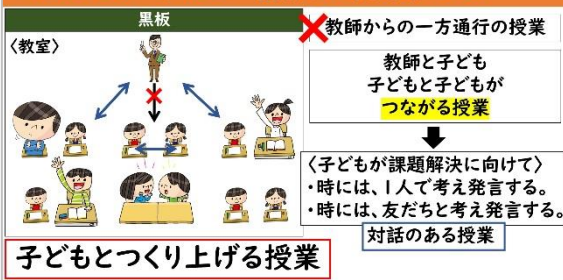 黒板
〈教室〉
教師からの一方通行の授業
教師と子ども
子どもと子どもが
つながる授業
〈子どもが課題解決に向けて〉
・時には、1人で考え発言する。
・時には、友だちと考え発言する。
対話のある授業
子どもとつくり上げる授業